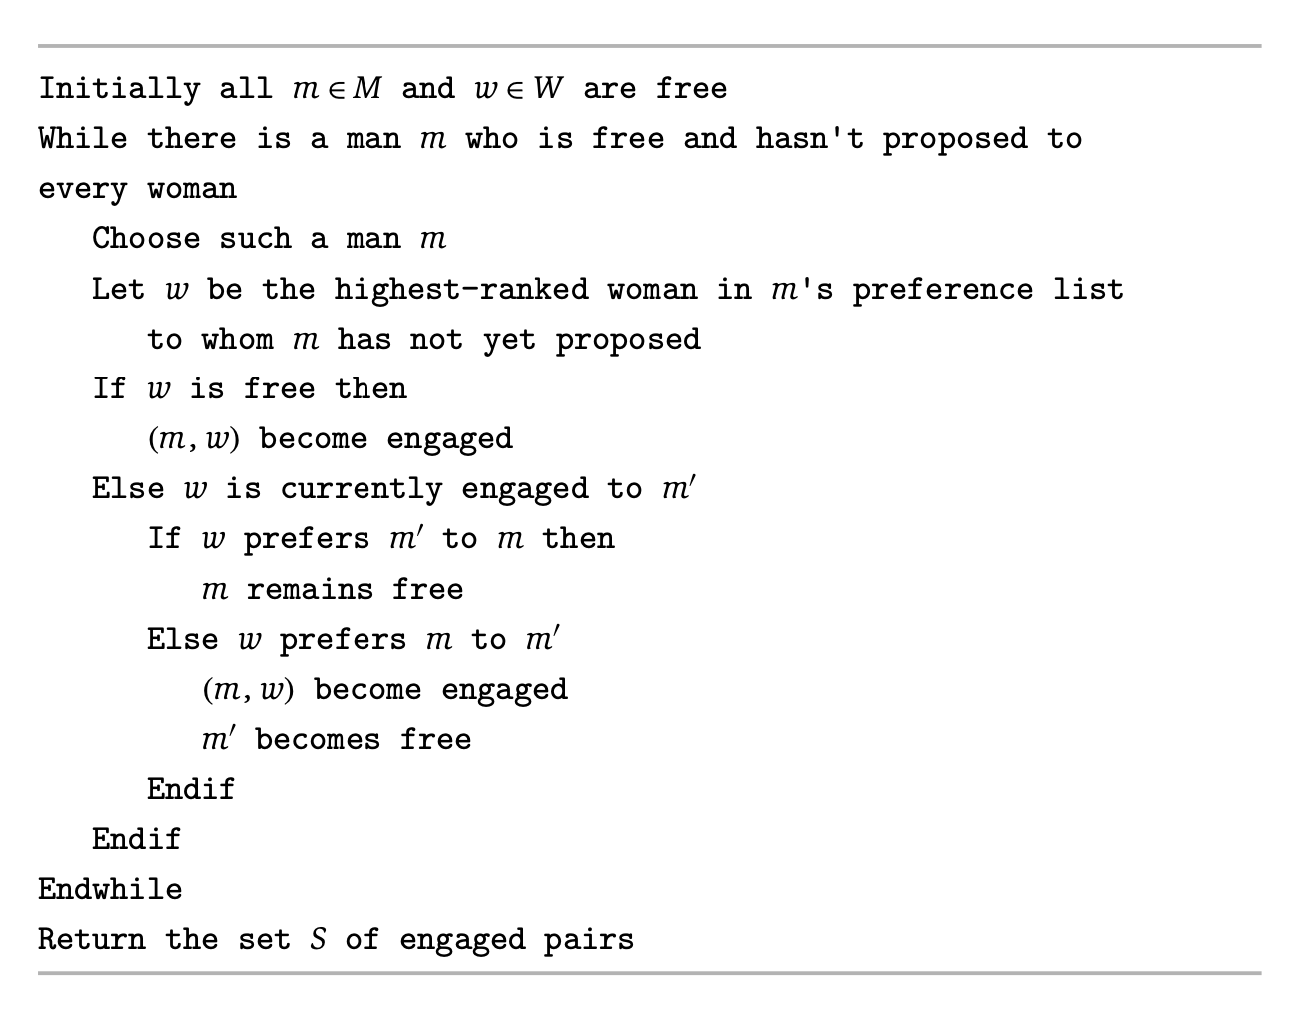 Initially all m ∈ M and w ∈ W are free
While there is a man m who is free and hasn't proposed to
every woman
Choose such a man m
Let w be the highest-ranked woman in m's preference list
to whom m has not yet proposed
If w is free then
(m, w) become engaged
Else w is currently engaged to m′
If w prefers m′ to m then
m remains free
Else w prefers m to m′
(m, w) become engaged
m′ becomes free
Endif
Endif
Endwhile
Return the set S of engaged pairs